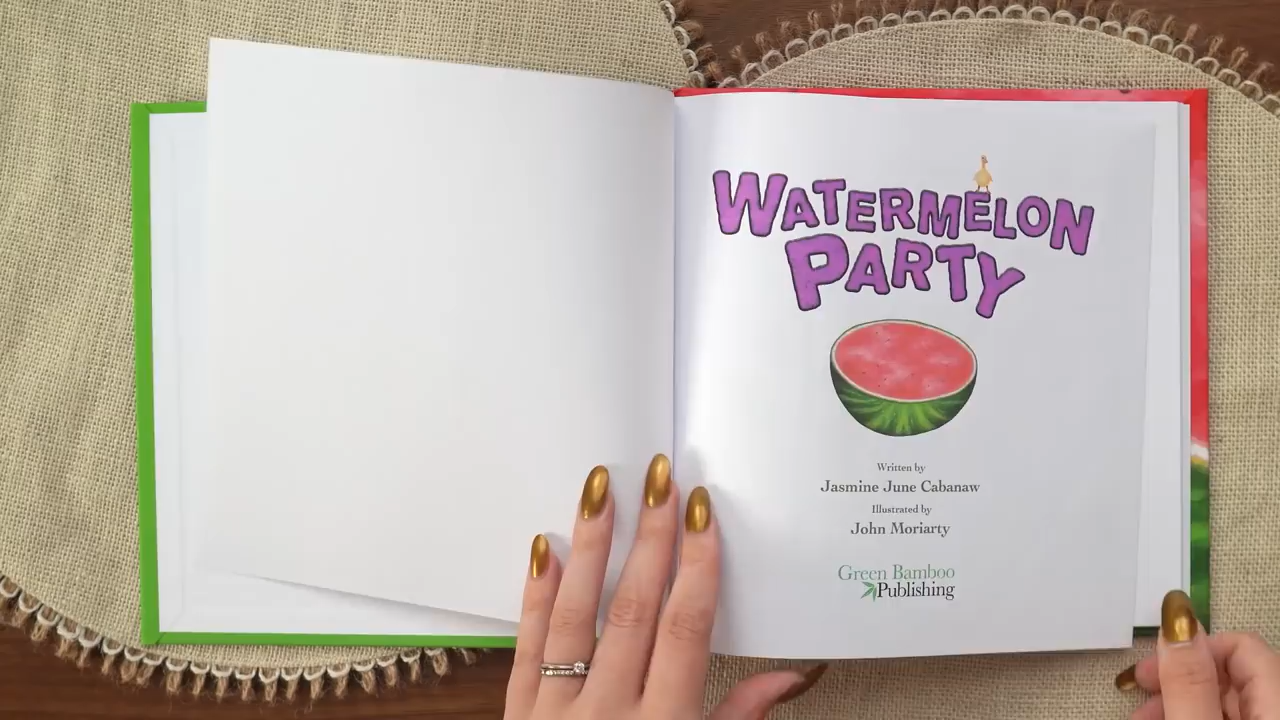 WATERMELON
PARTY
Written by
Jasmine June Cabanaw
Illustrated by
John Moriarty
Green Bamboo
Publishing